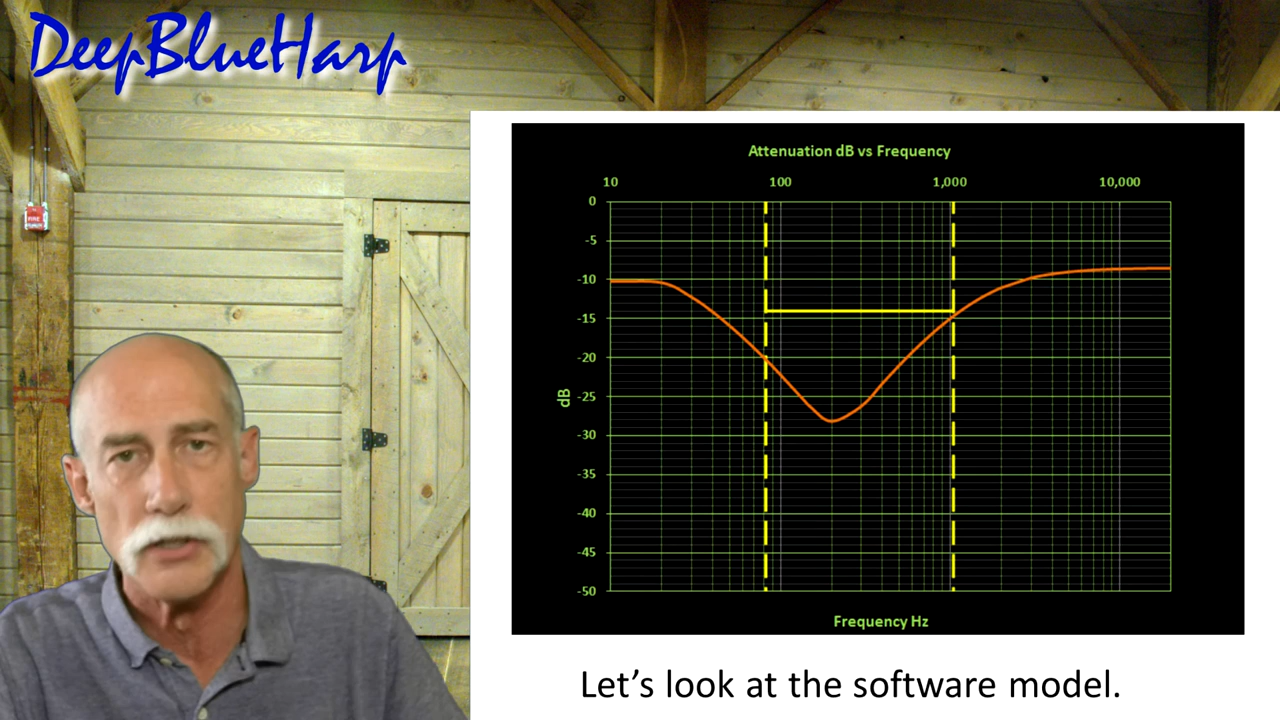 DeepBlueHarp
Attenuation dB vs Frequency
10 100 1,000 10,000
0
-5
-10
-15
-20
-25
-30
-35
-40
-45
-50
dB
Frequency Hz
FIRE
Let's look at the software model.